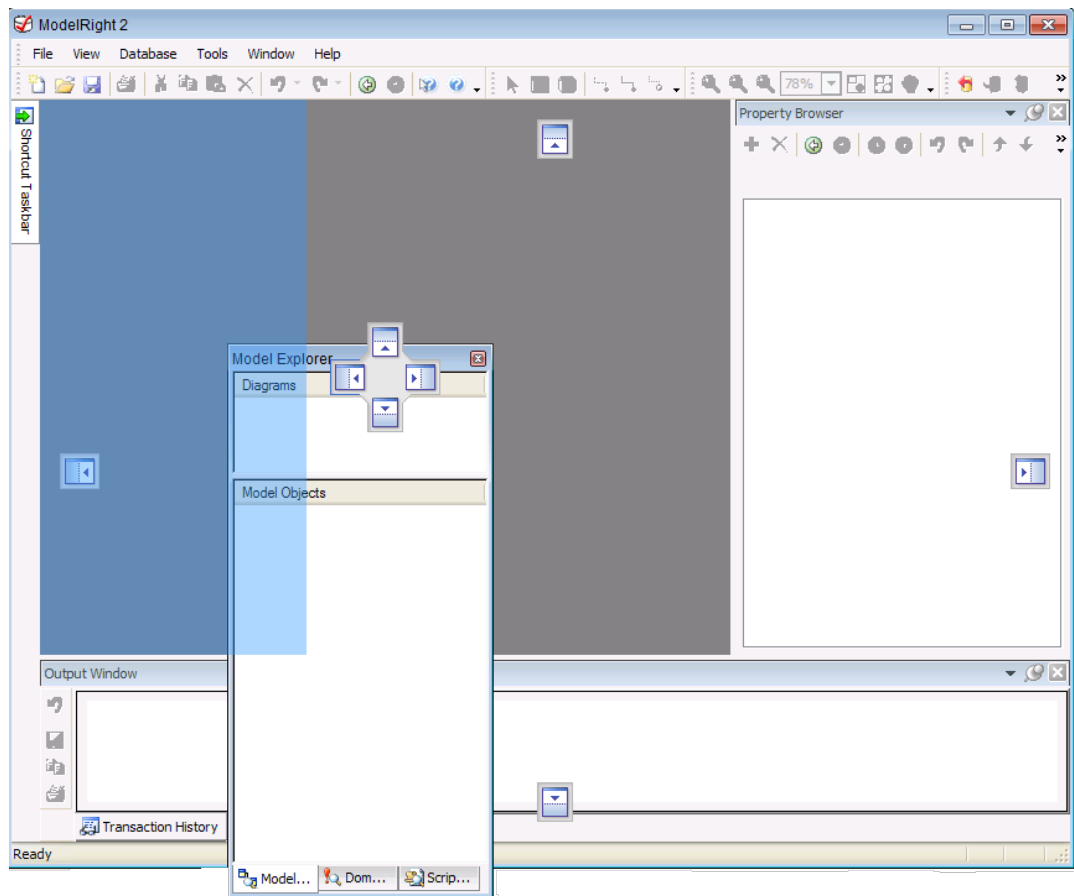 ModelRight 2
File View Database Tools Window Help
78%
Shortcut Taskbar
Property Browser
Model Explorer
Diagrams
Model Objects
Output Window
Transaction History
Model... Dom... Scrip...
Ready